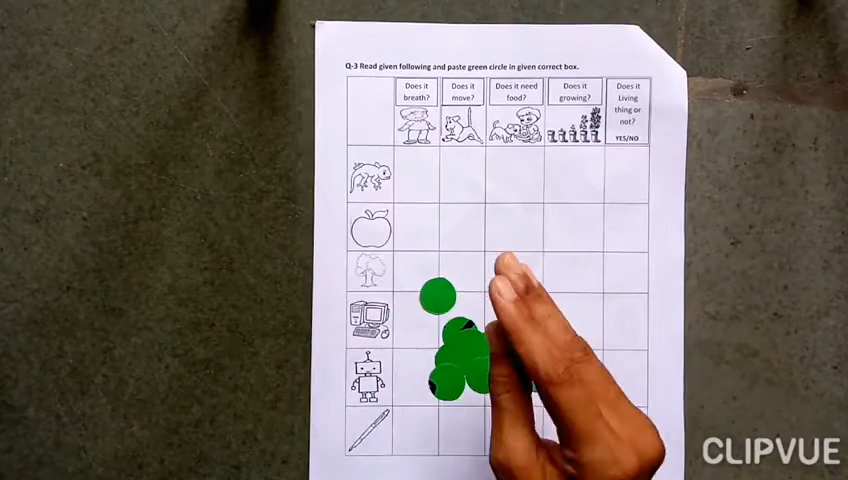 Q-3 Read given following and paste green circle in given correct box.
Does it
breath?
Does it
move?
Does it need
food?
Does it
growing?
Does it
Living
thing or
not?
YES/NO
CLIPVUE